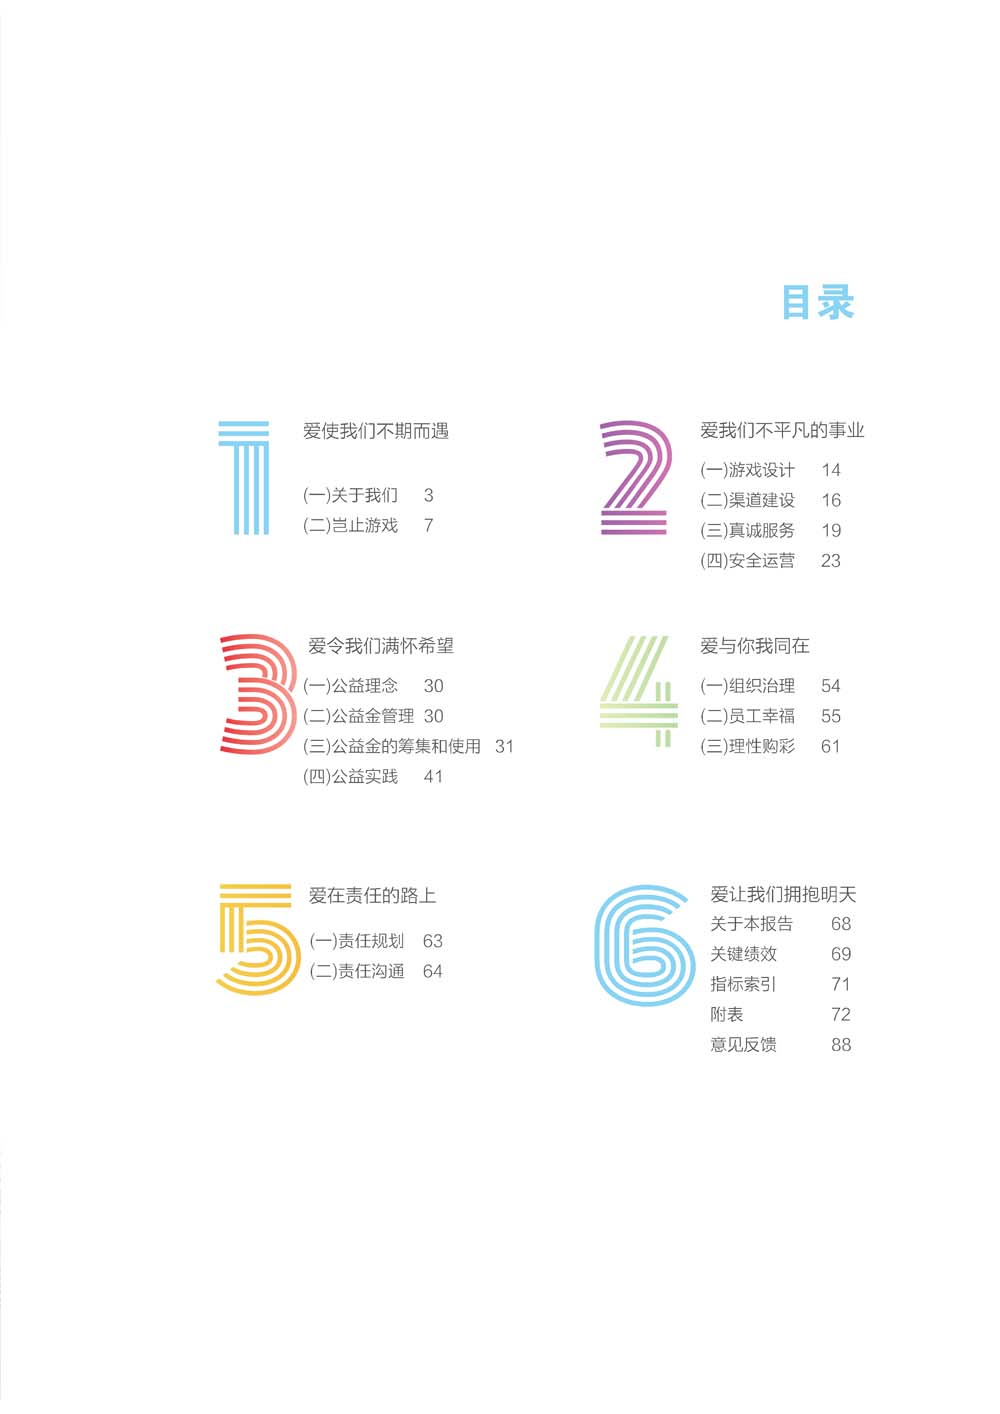 目录
1
爱使我们不期而遇
(一)关于我们 3
(二)岂止游戏 7
2
爱我们不平凡的事业
(一)游戏设计 14
(二)渠道建设 16
(三)真诚服务 19
(四)安全运营 23
3
爱令我们满怀希望
(一)公益理念 30
(二)公益金管理 30
(三)公益金的筹集和使用 31
(四)公益实践 41
4
爱与你我同在
(一)组织治理 54
(二)员工幸福 55
(三)理性购彩 61
5
爱在责任的路上
(一)责任规划 63
(二)责任沟通 64
6
爱让我们拥抱明天
关于本报告 68
关键绩效 69
指标索引 71
附表 72
意见反馈 88